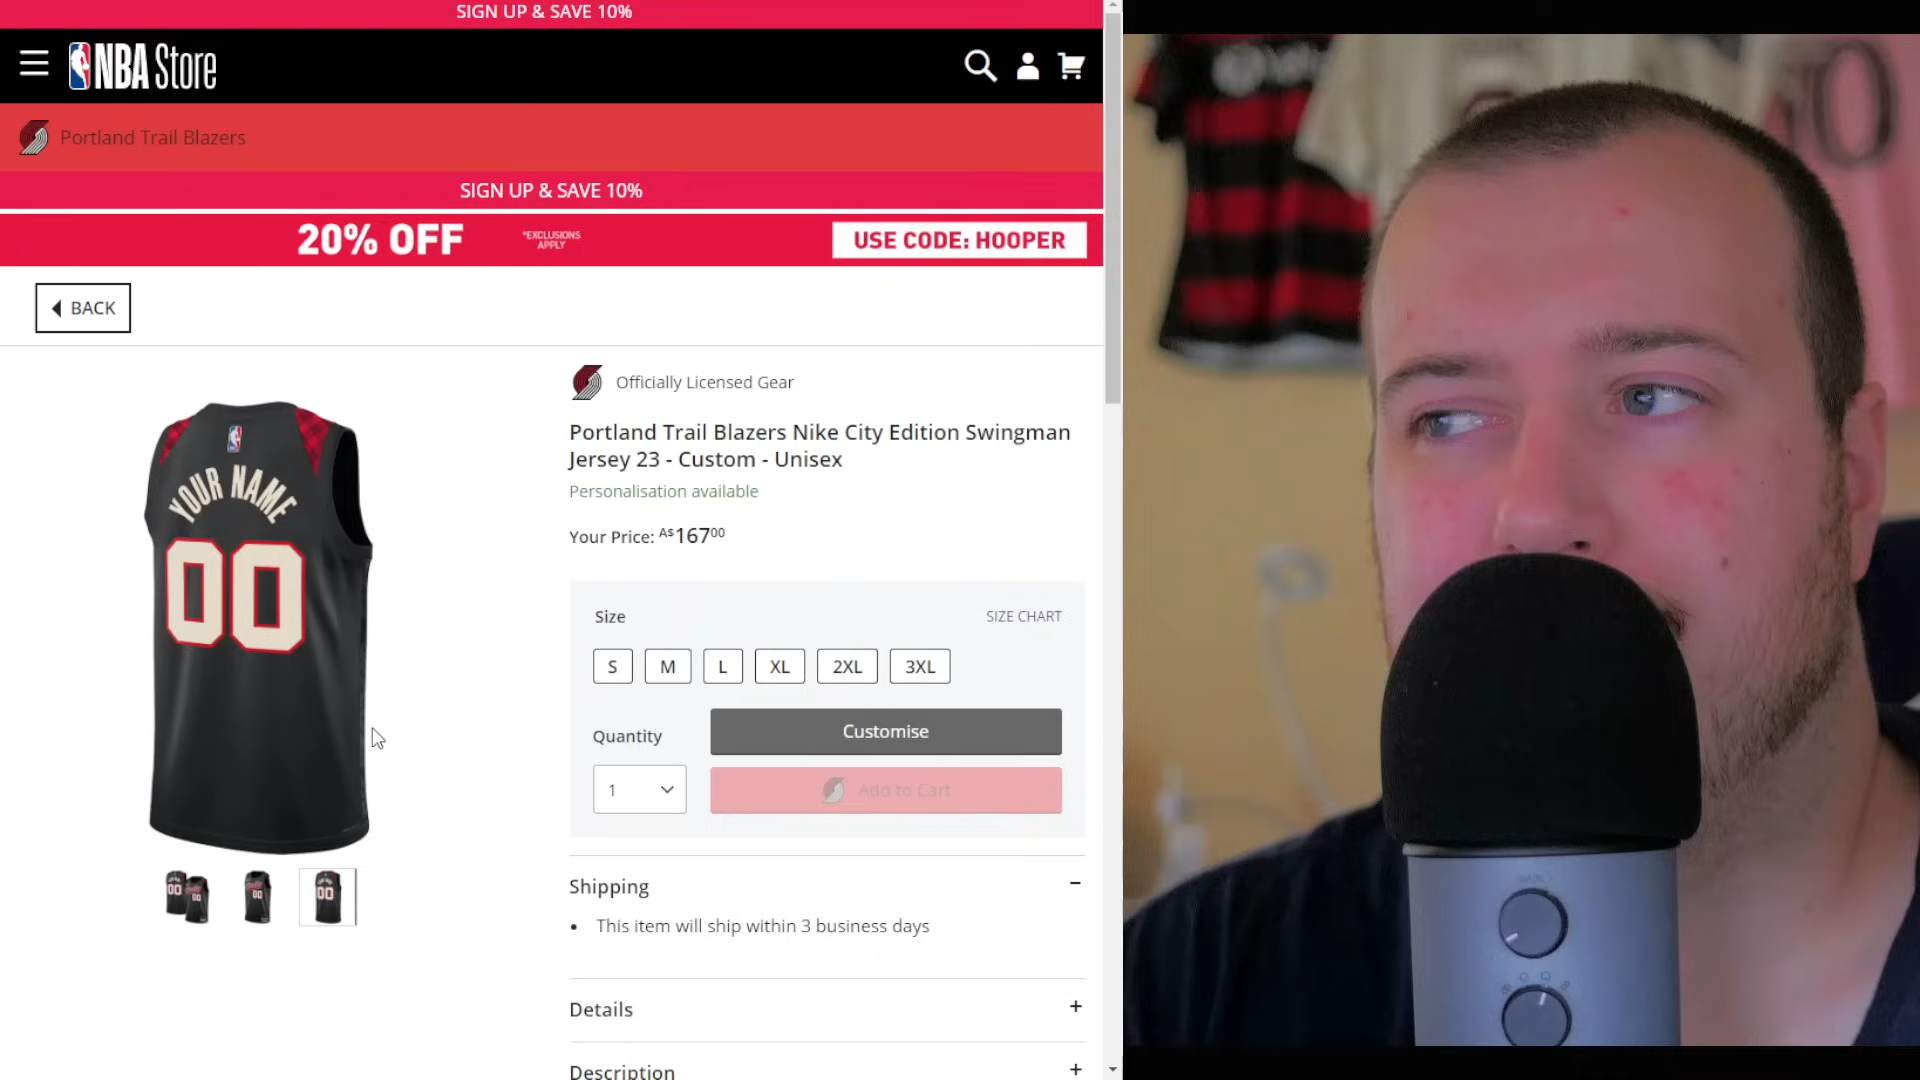 SIGN UP & SAVE 10%
NBA Store
Portland Trail Blazers
SIGN UP & SAVE 10%
20% OFF
*EXCLUSIONS
APPLY
USE CODE: HOOPER
BACK
Officially Licensed Gear
Portland Trail Blazers Nike City Edition Swingman
Jersey 23 - Custom - Unisex
Personalisation available
Your Price: A$167⁰⁰
YOUR NAME
00
Size
SIZE CHART
S M L XL 2XL 3XL
Quantity
Customise
1
Add to Cart
Shipping
This item will ship within 3 business days
Details
Description